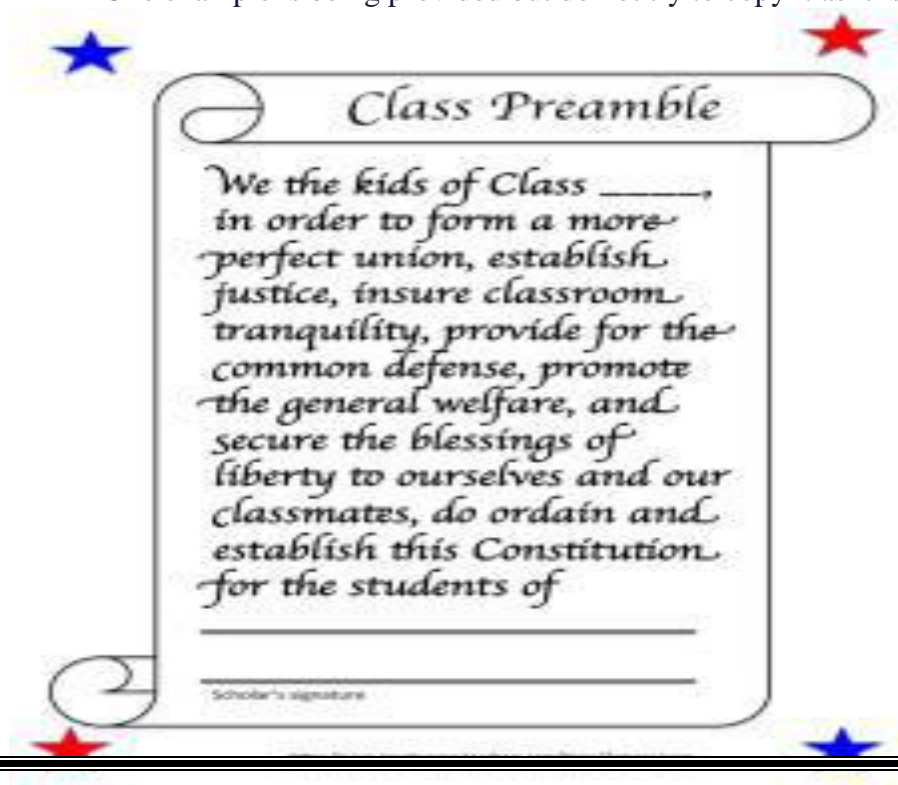 Class Preamble
We the kids of Class _____,
in order to form a more
perfect union, establish
justice, insure classroom
tranquility, provide for the
common defense, promote
the general welfare, and
secure the blessings of
liberty to ourselves and our
classmates, do ordain and
establish this Constitution
for the students of
Scholar's signature